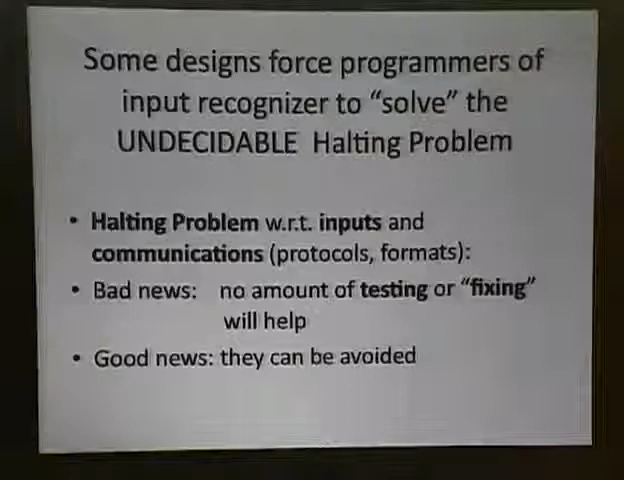 Some designs force programmers of
input recognizer to “solve” the
UNDECIDABLE Halting Problem
• Halting Problem w.r.t. inputs and
communications (protocols, formats):
• Bad news: no amount of testing or “fixing”
will help
• Good news: they can be avoided